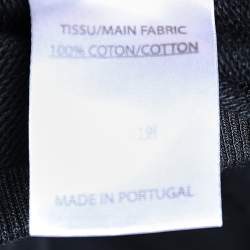 TISSU/MAIN FABRIC
100% COTON/COTTON
MADE IN PORTUGAL